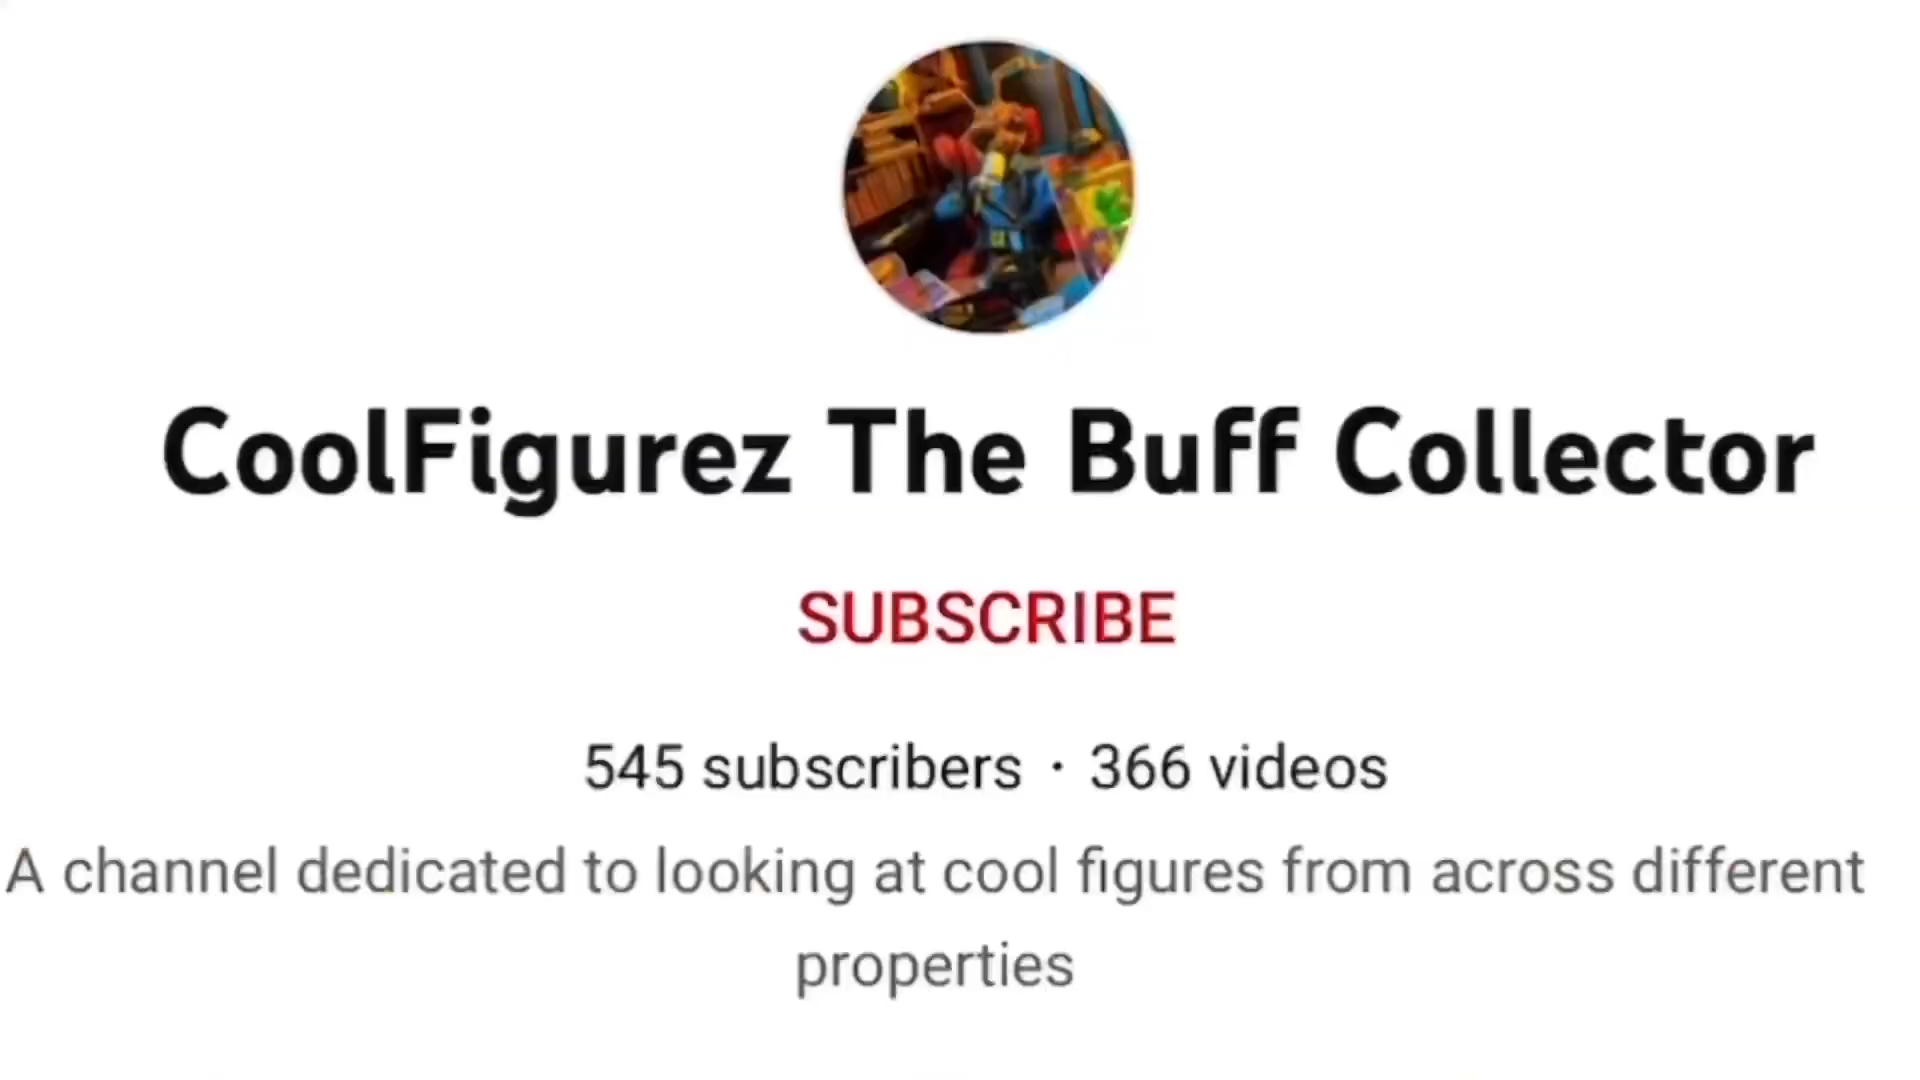 CoolFigurez The Buff Collector
SUBSCRIBE
545 subscribers · 366 videos
A channel dedicated to looking at cool figures from across different
properties